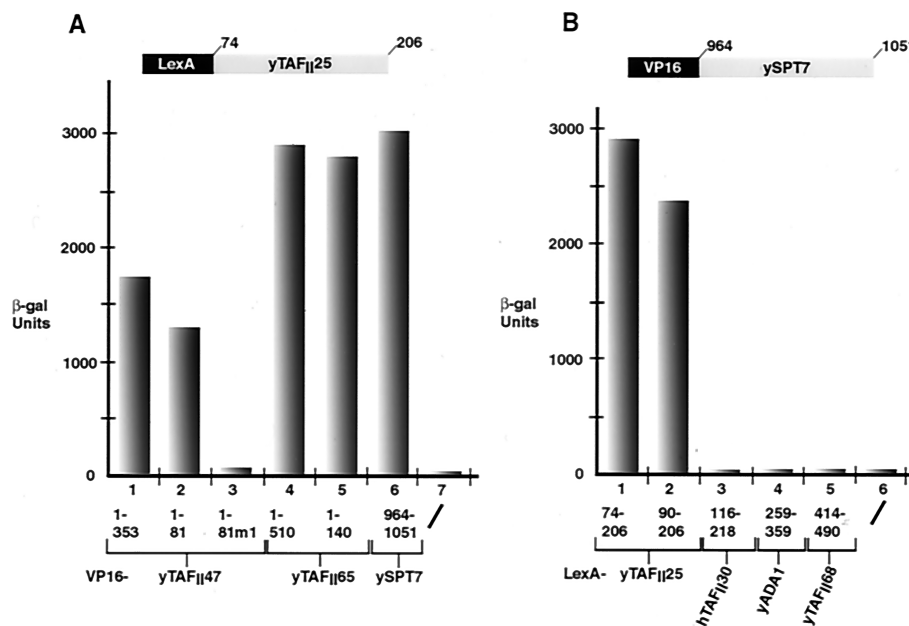 A
74
206
LexA
yTAFII25
3000
2000
β-gal
Units
1000
0
1 2 3 4 5 6 7
1- 1- 1- 1- 1- 964-
353 81 81m1 510 140 1051
VP16- yTAFII47 yTAFII65 ySPT7
B
964
1051
VP16
ySPT7
3000
2000
β-gal
Units
1000
0
1 2 3 4 5 6
74- 90- 116- 259- 414-
206 206 218 359 490
LexA- yTAFII25 hTAFII30 yADA1 yTAFII68